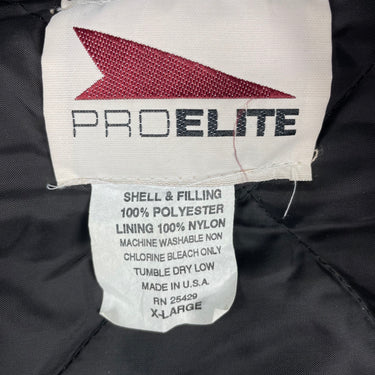 PROELITE
SHELL & FILLING
100% POLYESTER
LINING 100% NYLON
MACHINE WASHABLE NON
CHLORINE BLEACH ONLY
TUMBLE DRY LOW
MADE IN U.S.A.
RN 25429
X-LARGE